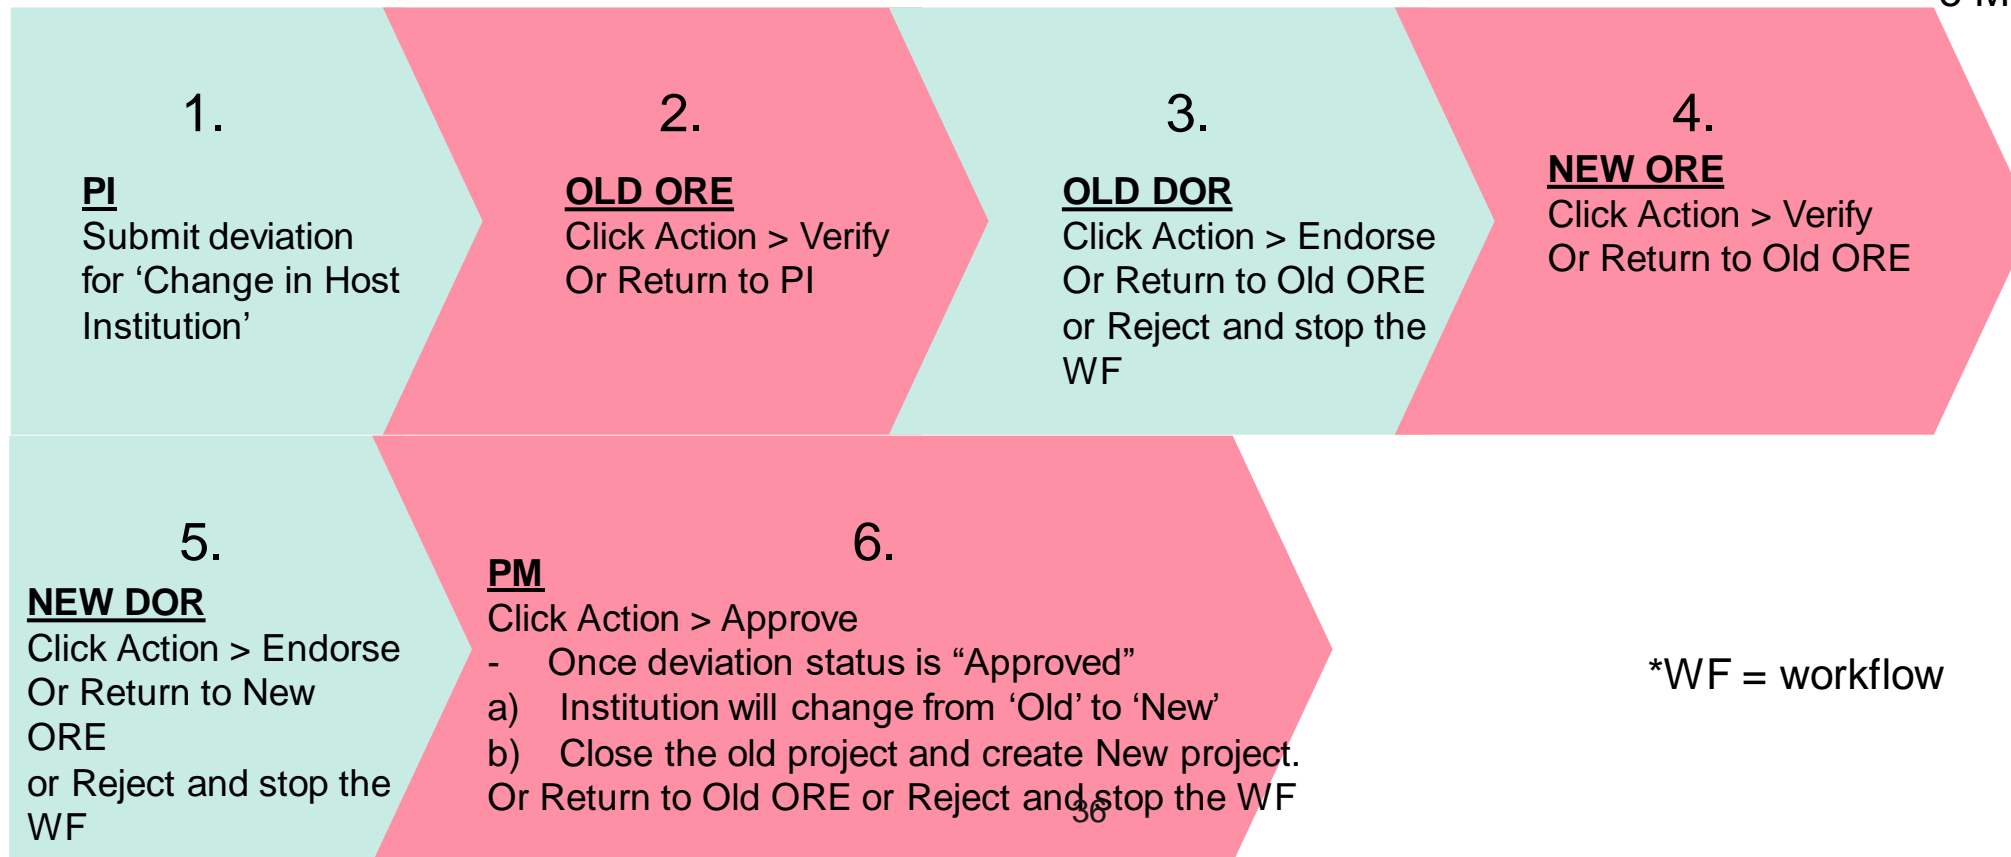 1.
PI
Submit deviation
for ‘Change in Host
Institution’
2.
OLD ORE
Click Action > Verify
Or Return to PI
3.
OLD DOR
Click Action > Endorse
Or Return to Old ORE
or Reject and stop the
WF
4.
NEW ORE
Click Action > Verify
Or Return to Old ORE
5.
NEW DOR
Click Action > Endorse
Or Return to New
ORE
or Reject and stop the
WF
6.
PM
Click Action > Approve
- Once deviation status is “Approved”
a) Institution will change from ‘Old’ to ‘New’
b) Close the old project and create New project.
Or Return to Old ORE or Reject and stop the WF
36
*WF = workflow